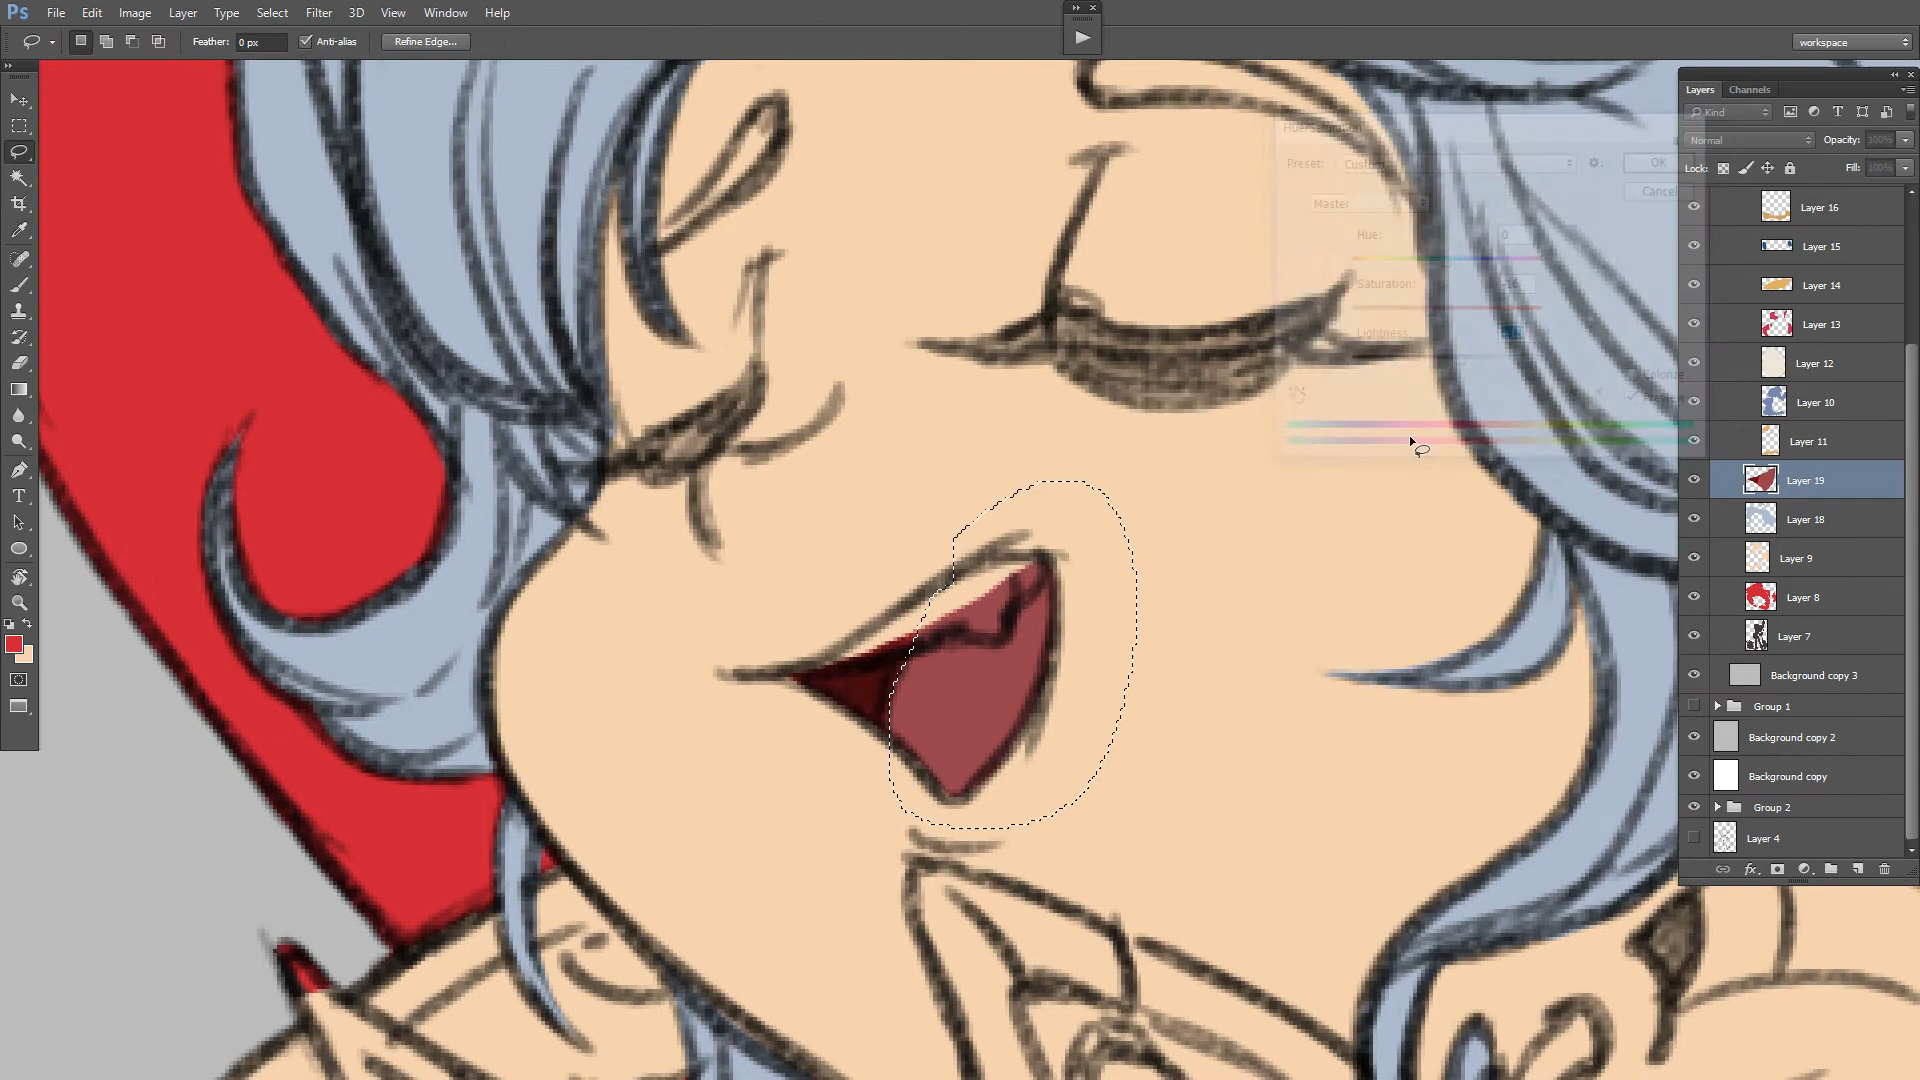 Ps File Edit Image Layer Type Select Filter 3D View Window Help
Feather: 0 px Anti-alias Refine Edge... workspace
Layers Channels
Kind
Normal Opacity: 100%
Lock: Fill: 100%
Hue/Saturation
Preset: Custom OK
Cancel
Master
Hue: 0
Saturation:
Lightness
Colorize
Layer 16
Layer 15
Layer 14
Layer 13
Layer 12
Layer 10
Layer 11
Layer 19
Layer 18
Layer 9
Layer 8
Layer 7
Background copy 3
Group 1
Background copy 2
Background copy
Group 2
Layer 4
fx